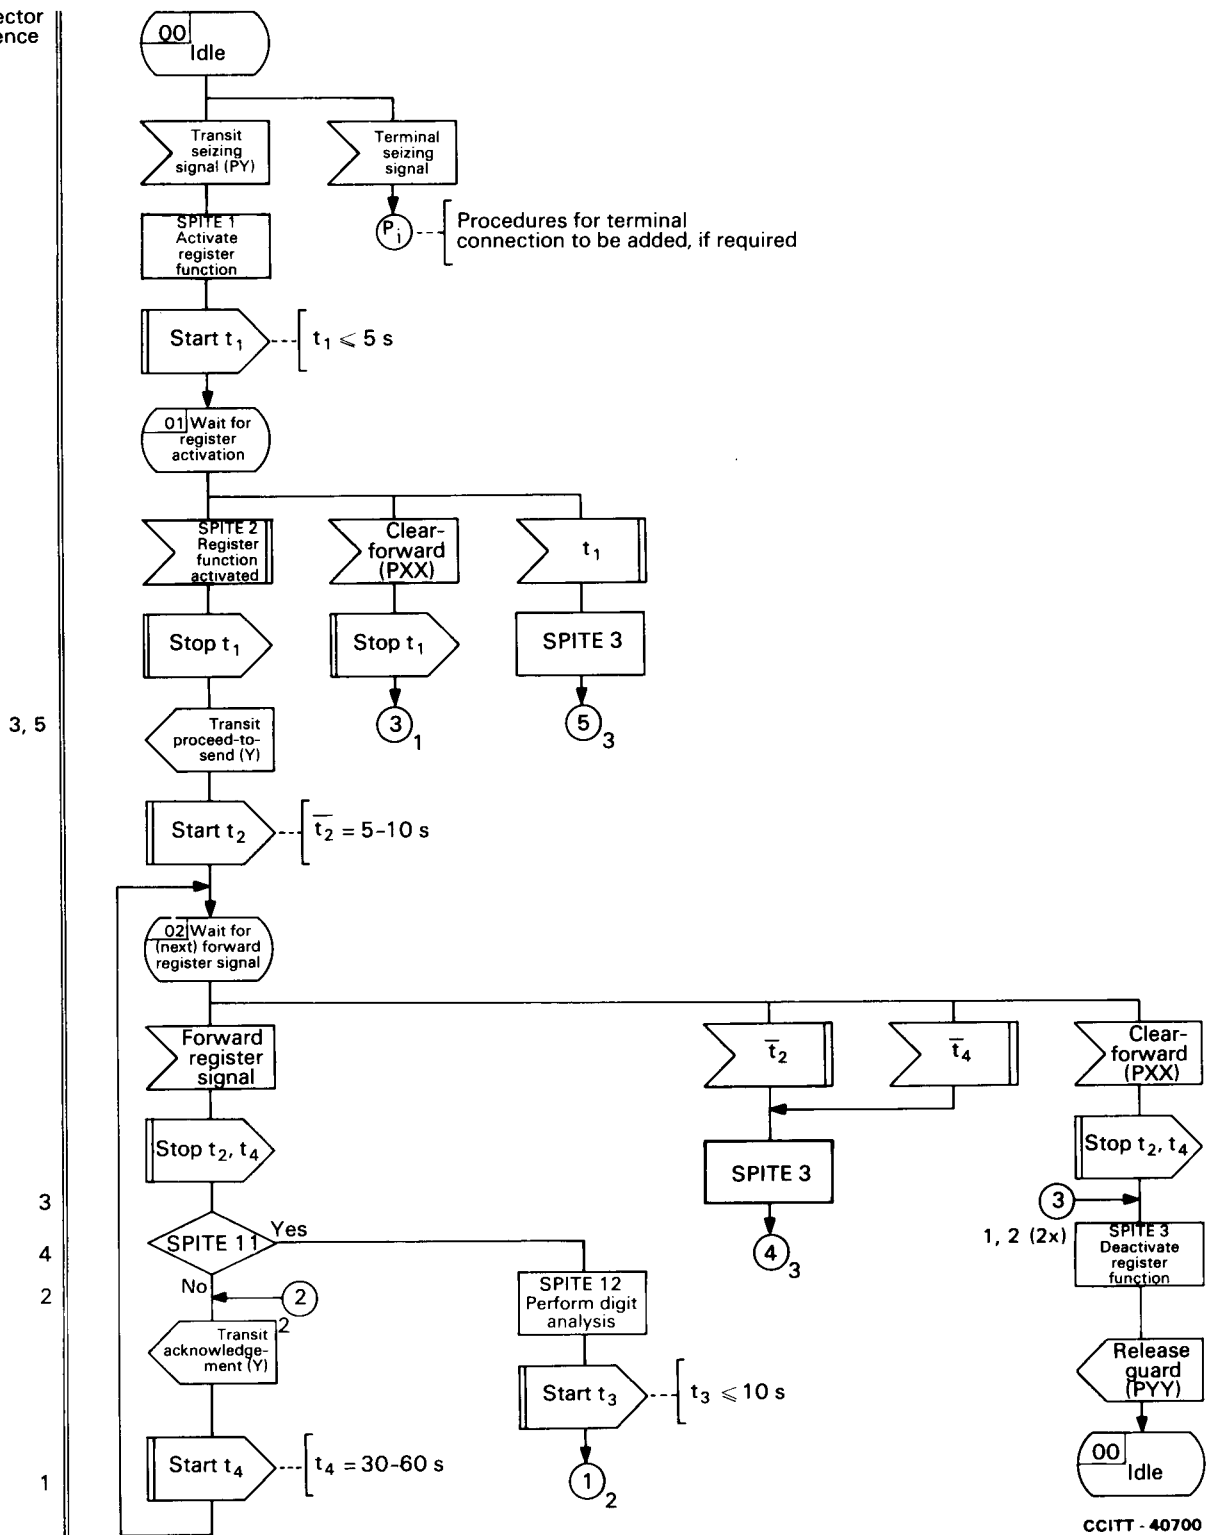 ector
ence
00
Idle
Transit
seizing
signal (PY)
Terminal
seizing
signal
SPITE 1
Activate
register
function
Pi
Procedures for terminal
connection to be added, if required
Start t1
t1 ⩽ 5 s
01 Wait for
register
activation
SPITE 2
Register
function
activated
Clear-
forward
(PXX)
t1
Stop t1
Stop t1
SPITE 3
3, 5
Transit
proceed-to-
send (Y)
3
1
5
3
Start t2
t̅2 = 5-10 s
02 Wait for
(next) forward
register signal
Forward
register
signal
t̅2
t̅4
Clear-
forward
(PXX)
Stop t2, t4
Stop t2, t4
SPITE 3
3
3
1, 2 (2x)
4
SPITE 11
Yes
No
4
3
SPITE 3
Deactivate
register
function
2
2
2
SPITE 12
Perform digit
analysis
Transit
acknowledge-
ment (Y)
Start t3
t3 ⩽ 10 s
Release
guard
(PYY)
1
Start t4
t4 = 30-60 s
1
2
00
Idle
CCITT - 40700